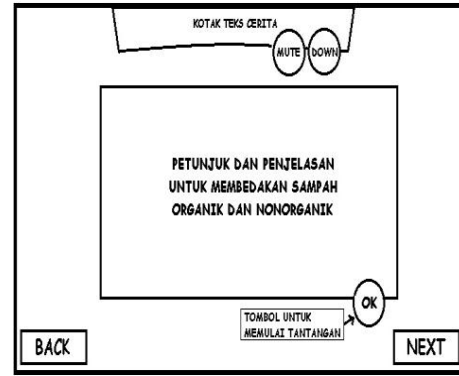 KOTAK TEKS CERITA
MUTE
DOWN
PETUNJUK DAN PENJELASAN
UNTUK MEMBEDAKAN SAMPAH
ORGANIK DAN NONORGANIK
OK
TOMBOL UNTUK
MEMULAI TANTANGAN
BACK
NEXT